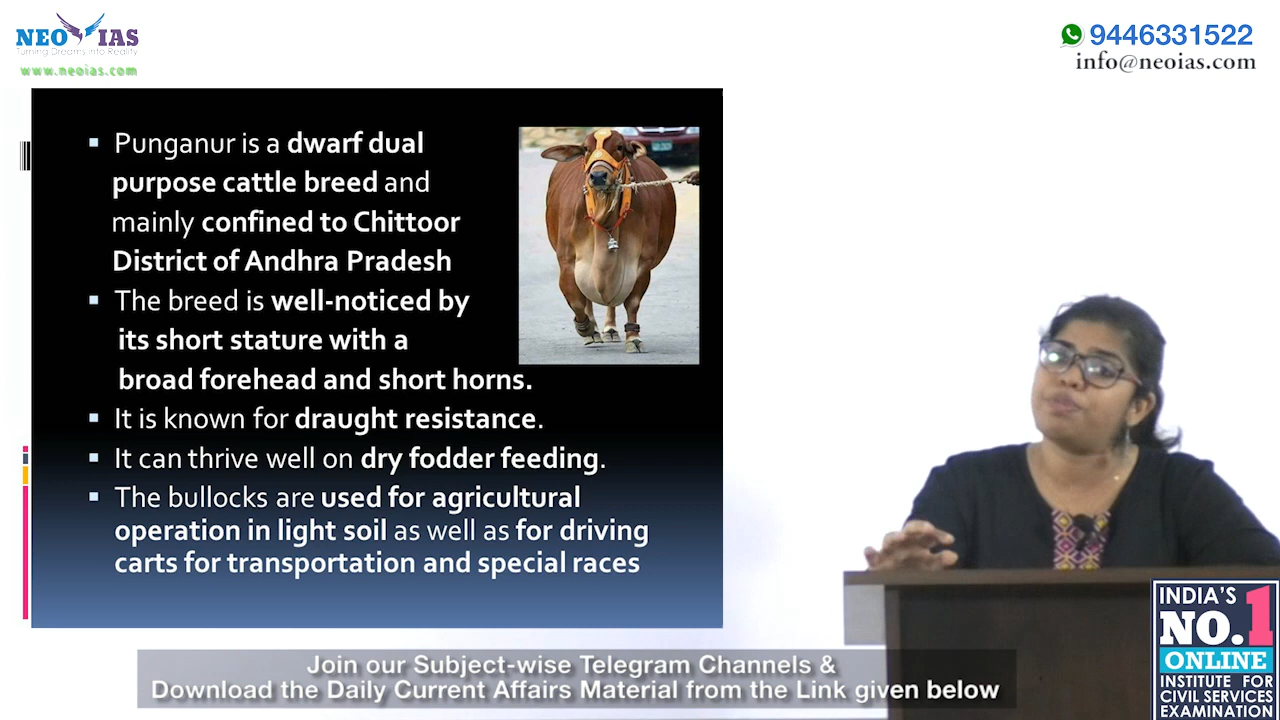 NEO IAS
Turning Dreams into Reality
www.neoias.com
9446331522
info@neoias.com
Punganur is a dwarf dual
purpose cattle breed and
mainly confined to Chittoor
District of Andhra Pradesh
The breed is well-noticed by
its short stature with a
broad forehead and short horns.
It is known for draught resistance.
It can thrive well on dry fodder feeding.
The bullocks are used for agricultural
operation in light soil as well as for driving
carts for transportation and special races
INDIA'S
NO.1
ONLINE
INSTITUTE FOR
CIVIL SERVICES
EXAMINATION
Join our Subject-wise Telegram Channels &
Download the Daily Current Affairs Material from the Link given below